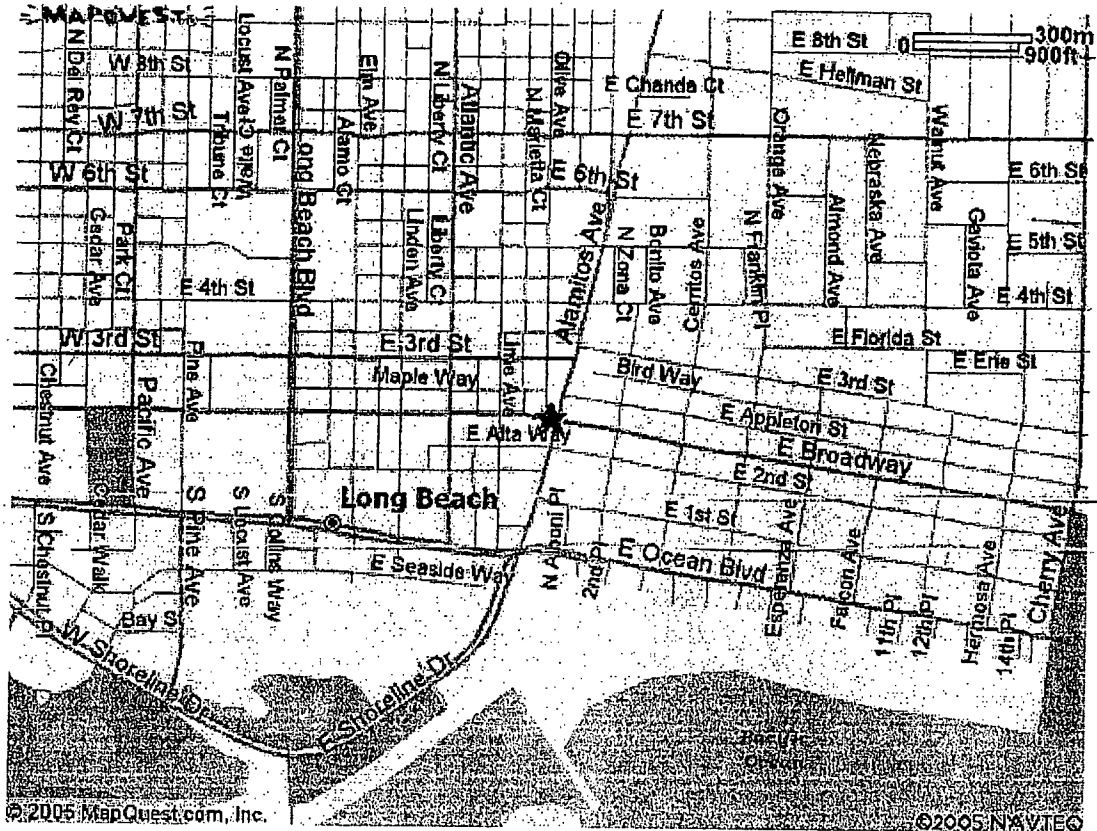 MAPQUEST
N Del Rey Ct
W 8th St
Locust Ave
Waite Ct
N Palmer Ct
Elm Ave
N Liberty Ct
Atlantic Ave
N Marietta Ct
Olive Ave
E Chanda Ct
E 8th St
0
300m
900ft
E Hellman St
W 7th St
Tribune Ct
Alamo Ct
E 7th St
Orange Ave
Nebraska Ave
Walnut Ave
W 6th St
Long Beach Blvd
E 6th St
E 6th St
Cedar Ave
Park Ct
Linden Ave
Liberty Ct
Alamitos Ave
N Zona Ct
Bonito Ave
Cerritos Ave
N Franklin Pl
Almond Ave
Gaviota Ave
E 5th St
E 4th St
E 4th St
W 3rd St
Pine Ave
E 3rd St
Lime Ave
E Florida St
E Erie St
Chestnut Ave
Pacific Ave
Maple Way
Bird Way
E 3rd St
E Appleton St
E Alta Way
E Broadway
E 2nd St
Long Beach
S Chestnut Pl
Cedar Walk
S Pine Ave
S Locust Ave
S Collins Way
E Seaside Way
N Alboni Pl
2nd Pl
E 1st St
E Ocean Blvd
Esperanza Ave
Falcon Ave
11th Pl
12th Pl
Hermosa Ave
14th Pl
Cherry Ave
Bay St
W Shoreline Dr
E Shoreline Dr
Pacific
Ocean
© 2005 MapQuest.com, Inc.
©2005 NAVTEQ